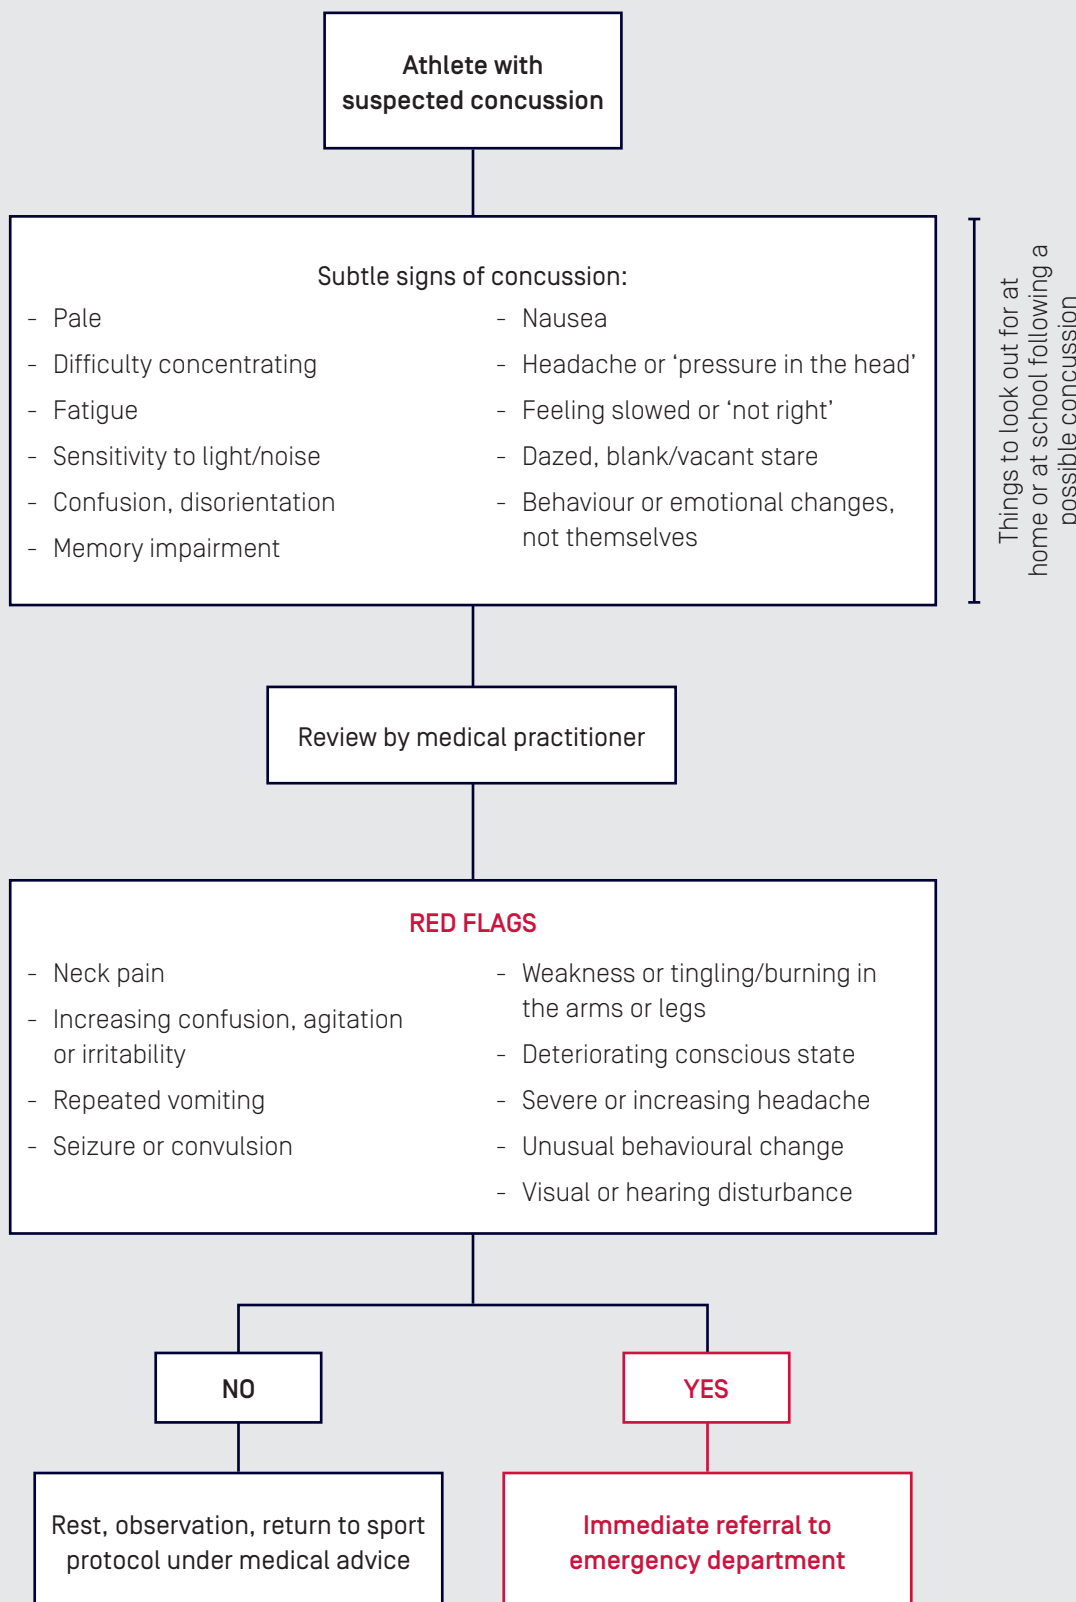 Athlete with
suspected concussion
Subtle signs of concussion:
- Pale
- Difficulty concentrating
- Fatigue
- Sensitivity to light/noise
- Confusion, disorientation
- Memory impairment
- Nausea
- Headache or ‘pressure in the head’
- Feeling slowed or ‘not right’
- Dazed, blank/vacant stare
- Behaviour or emotional changes,
not themselves
Things to look out for at
home or at school following a
possible concussion
Review by medical practitioner
RED FLAGS
- Neck pain
- Increasing confusion, agitation
or irritability
- Repeated vomiting
- Seizure or convulsion
- Weakness or tingling/burning in
the arms or legs
- Deteriorating conscious state
- Severe or increasing headache
- Unusual behavioural change
- Visual or hearing disturbance
NO
YES
Rest, observation, return to sport
protocol under medical advice
Immediate referral to
emergency department